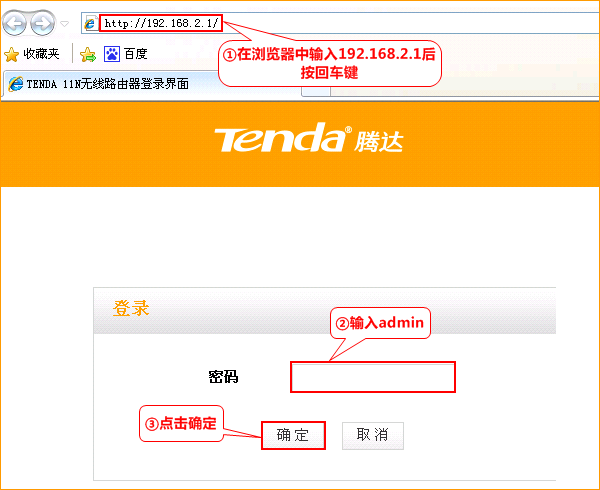 http://192.168.2.1/
①在浏览器中输入192.168.2.1后
按回车键
收藏夹
百度
TENDA 11N无线路由器登录界面
Tenda® 腾达
登录
②输入admin
密码
③点击确定
确定
取消